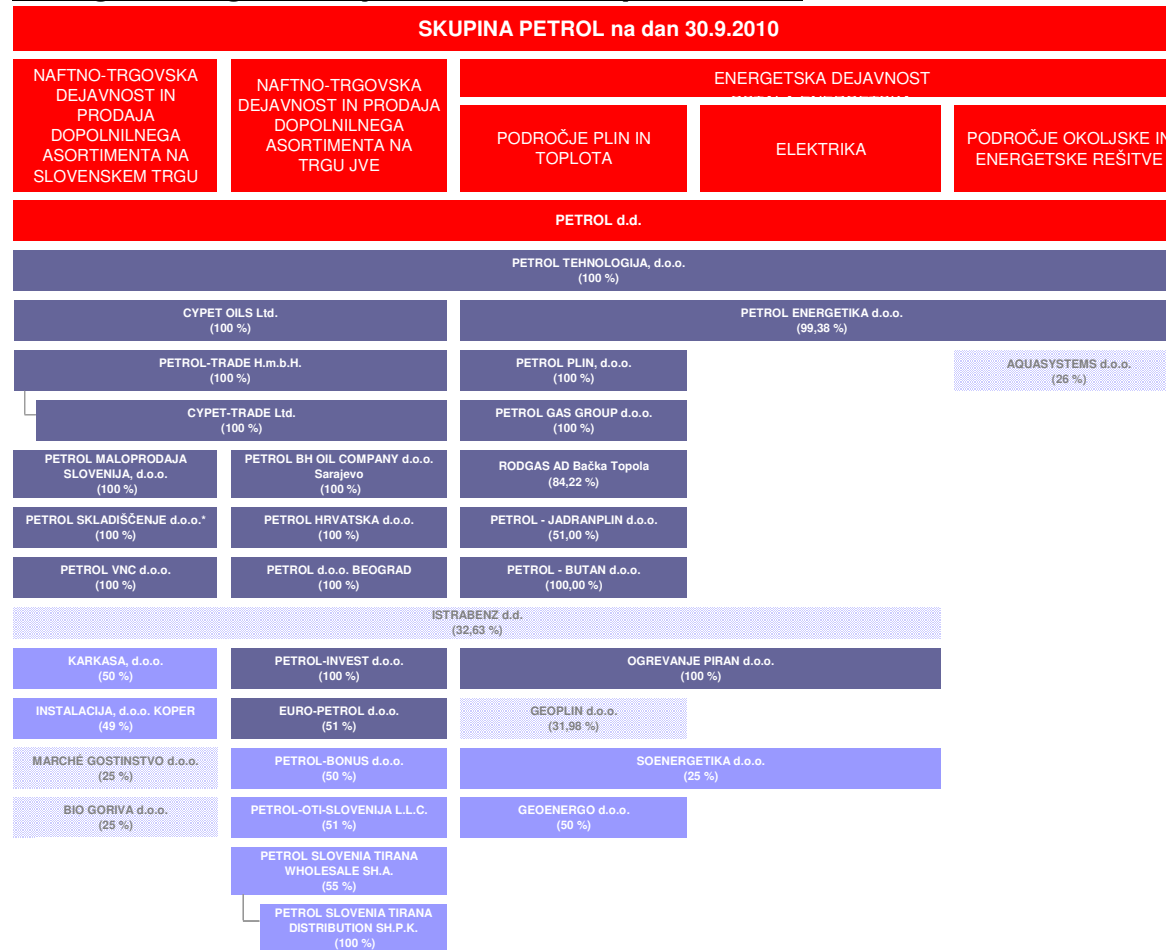 SKUPINA PETROL na dan 30.9.2010
NAFTNO-TRGOVSKA
DEJAVNOST IN
PRODAJA
DOPOLNILNEGA
ASORTIMENTA NA
SLOVENSKEM TRGU
NAFTNO-TRGOVSKA
DEJAVNOST IN PRODAJA
DOPOLNILNEGA
ASORTIMENTA NA
TRGU JVE
ENERGETSKA DEJAVNOST
PODROČJE PLIN IN
TOPLOTA
ELEKTRIKA
PODROČJE OKOLJSKE IN
ENERGETSKE REŠITVE
PETROL d.d.
PETROL TEHNOLOGIJA, d.o.o.
(100 %)
CYPET OILS Ltd.
(100 %)
PETROL ENERGETIKA d.o.o.
(99,38 %)
PETROL-TRADE H.m.b.H.
(100 %)
PETROL PLIN, d.o.o.
(100 %)
AQUASYSTEMS d.o.o.
(26 %)
CYPET-TRADE Ltd.
(100 %)
PETROL GAS GROUP d.o.o.
(100 %)
PETROL MALOPRODAJA
SLOVENIJA, d.o.o.
(100 %)
PETROL BH OIL COMPANY d.o.o.
Sarajevo
(100 %)
RODGAS AD Bačka Topola
(84,22 %)
PETROL SKLADIŠČENJE d.o.o.*
(100 %)
PETROL HRVATSKA d.o.o.
(100 %)
PETROL - JADRANPLIN d.o.o.
(51,00 %)
PETROL VNC d.o.o.
(100 %)
PETROL d.o.o. BEOGRAD
(100 %)
PETROL - BUTAN d.o.o.
(100,00 %)
ISTRABENZ d.d.
(32,63 %)
KARKASA, d.o.o.
(50 %)
PETROL-INVEST d.o.o.
(100 %)
OGREVANJE PIRAN d.o.o.
(100 %)
INSTALACIJA, d.o.o. KOPER
(49 %)
EURO-PETROL d.o.o.
(51 %)
GEOPLIN d.o.o.
(31,98 %)
MARCHÉ GOSTINSTVO d.o.o.
(25 %)
PETROL-BONUS d.o.o.
(50 %)
SOENERGETIKA d.o.o.
(25 %)
BIO GORIVA d.o.o.
(25 %)
PETROL-OTI-SLOVENIJA L.L.C.
(51 %)
GEOENERGO d.o.o.
(50 %)
PETROL SLOVENIA TIRANA
WHOLESALE SH.A.
(55 %)
PETROL SLOVENIA TIRANA
DISTRIBUTION SH.P.K.
(100 %)